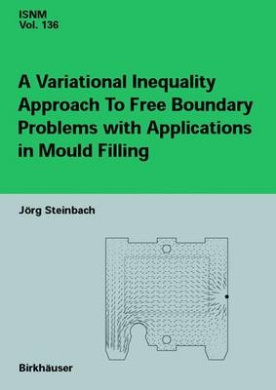 ISNM
Vol. 136
A Variational Inequality
Approach To Free Boundary
Problems with Applications
in Mould Filling
Jörg Steinbach
Birkhäuser